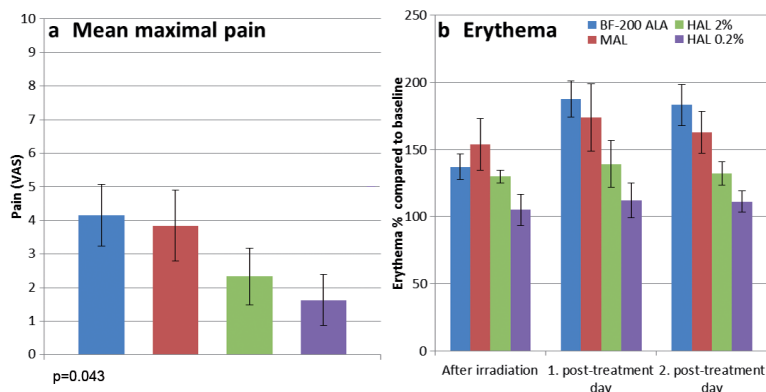 a Mean maximal pain
Pain (VAS)
10
9
8
7
6
5
4
3
2
1
0
p=0.043
b Erythema
BF-200 ALA
HAL 2%
MAL
HAL 0.2%
Erythema % compared to baseline
250
200
150
100
50
0
After irradiation
1. post-treatment
day
2. post-treatment
day